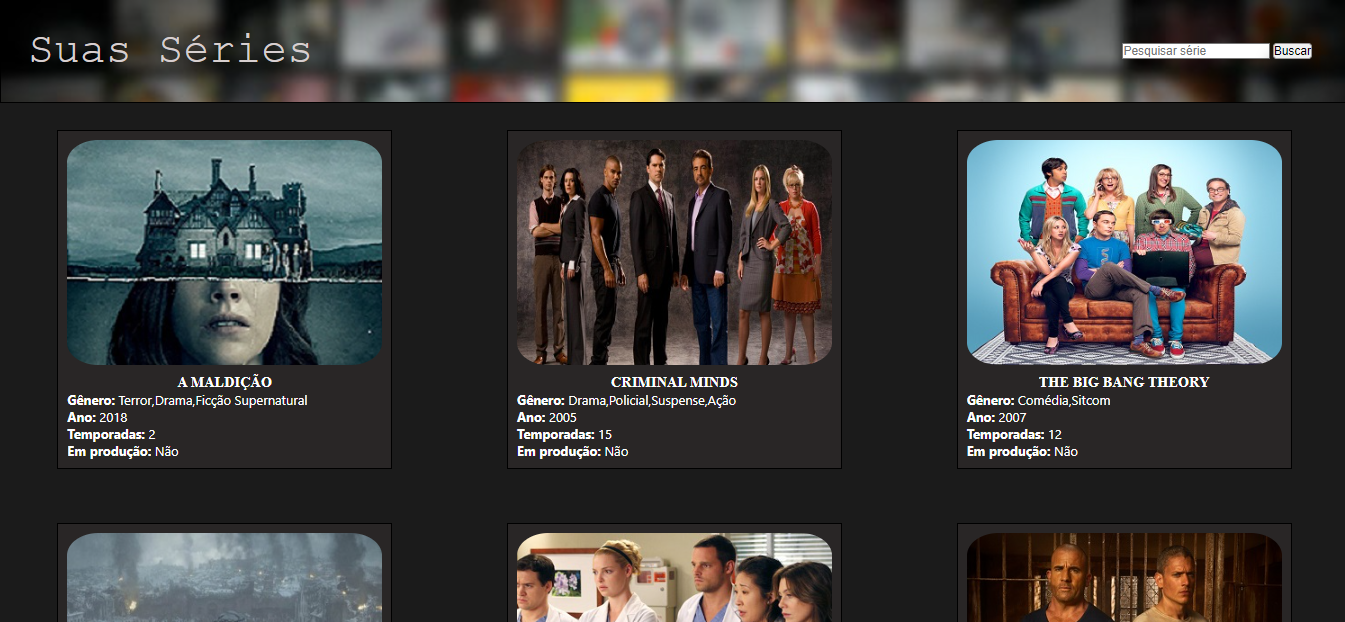 Suas Séries
Pesquisar série Buscar
A MALDIÇÃO
Gênero: Terror,Drama,Ficção Supernatural
Ano: 2018
Temporadas: 2
Em produção: Não
CRIMINAL MINDS
Gênero: Drama,Policial,Suspense,Ação
Ano: 2005
Temporadas: 15
Em produção: Não
THE BIG BANG THEORY
Gênero: Comédia,Sitcom
Ano: 2007
Temporadas: 12
Em produção: Não